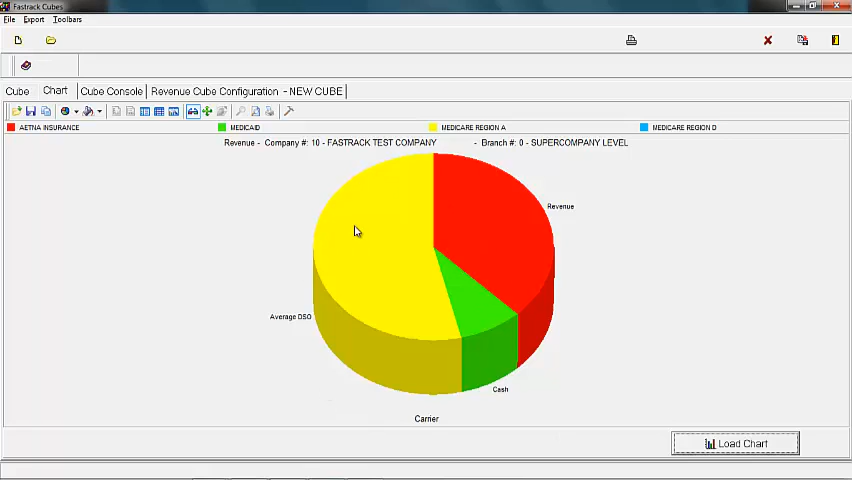 Fastrack Cubes
File Export Toolbars
Cube Chart Cube Console Revenue Cube Configuration - NEW CUBE
AETNA INSURANCE MEDICAID MEDICARE REGION A MEDICARE REGION D
Revenue - Company #: 10 - FASTRACK TEST COMPANY - Branch #: 0 - SUPERCOMPANY LEVEL
Revenue
Average DSO
Cash
Carrier
Load Chart